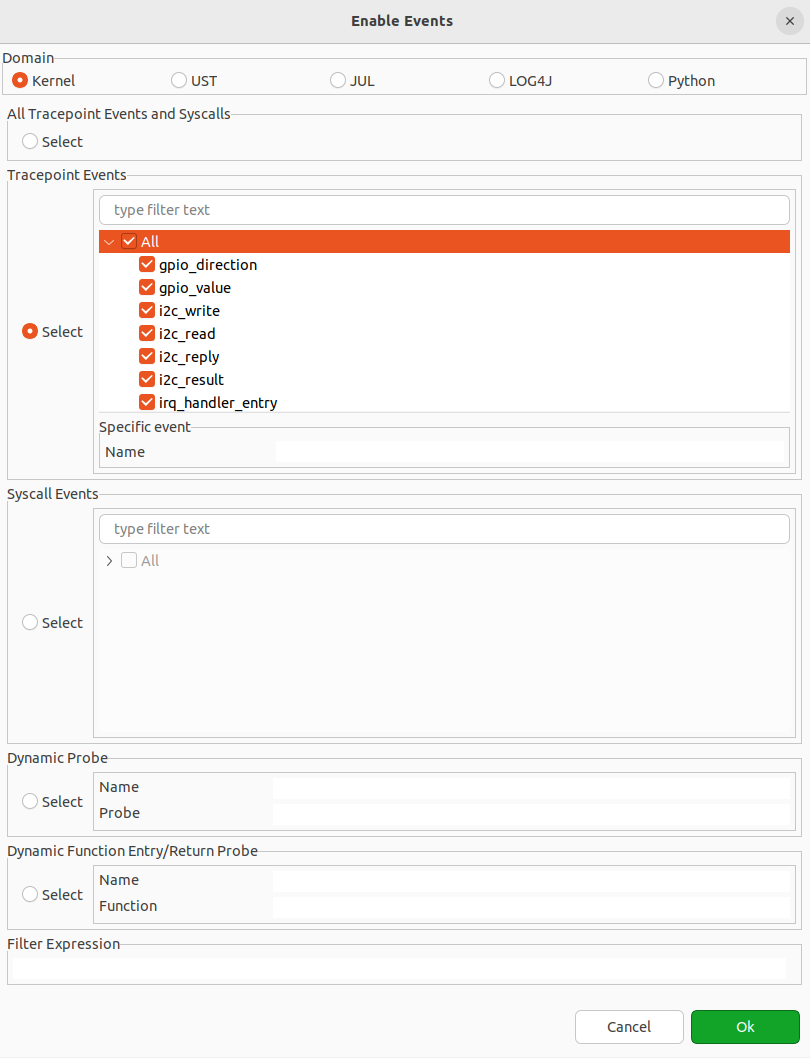 Enable Events
Domain
Kernel UST JUL LOG4J Python
All Tracepoint Events and Syscalls
Select
Tracepoint Events
type filter text
All
gpio_direction
gpio_value
i2c_write
i2c_read
Select
i2c_reply
i2c_result
irq_handler_entry
Specific event
Name
Syscall Events
type filter text
All
Select
Dynamic Probe
Name
Select
Probe
Dynamic Function Entry/Return Probe
Name
Select
Function
Filter Expression
Cancel Ok